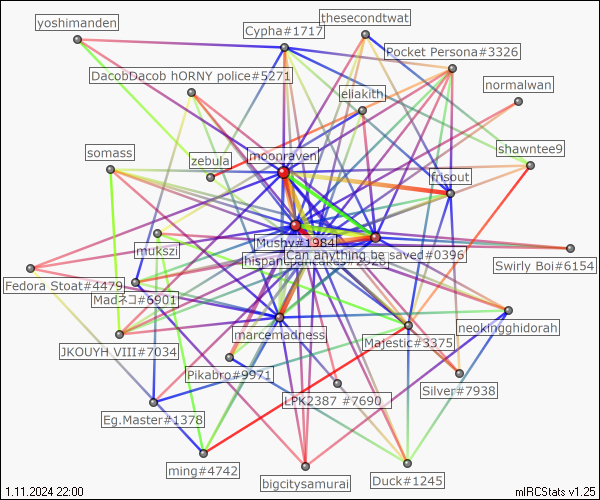 thesecondtwat
yoshimanden
Cypha#1717
Pocket Persona#3326
DacobDacob hORNY police#5271
normalwan
eliakith
shawntee9
somass
zebula
moonraven
frisout
Mushy#1984
mukszi
Can anything be saved#0396
Swirly Boi#6154
Fedora Stoat#4479
Madネコ#6901
neokingghidorah
marcemadness
Majestic#3375
JKOUYH VIII#7034
Pikabro#9971
Silver#7938
LPK2387 #7690
Eg.Master#1378
ming#4742
bigcitysamurai
Duck#1245
1.11.2024 22:00
mIRCStats v1.25